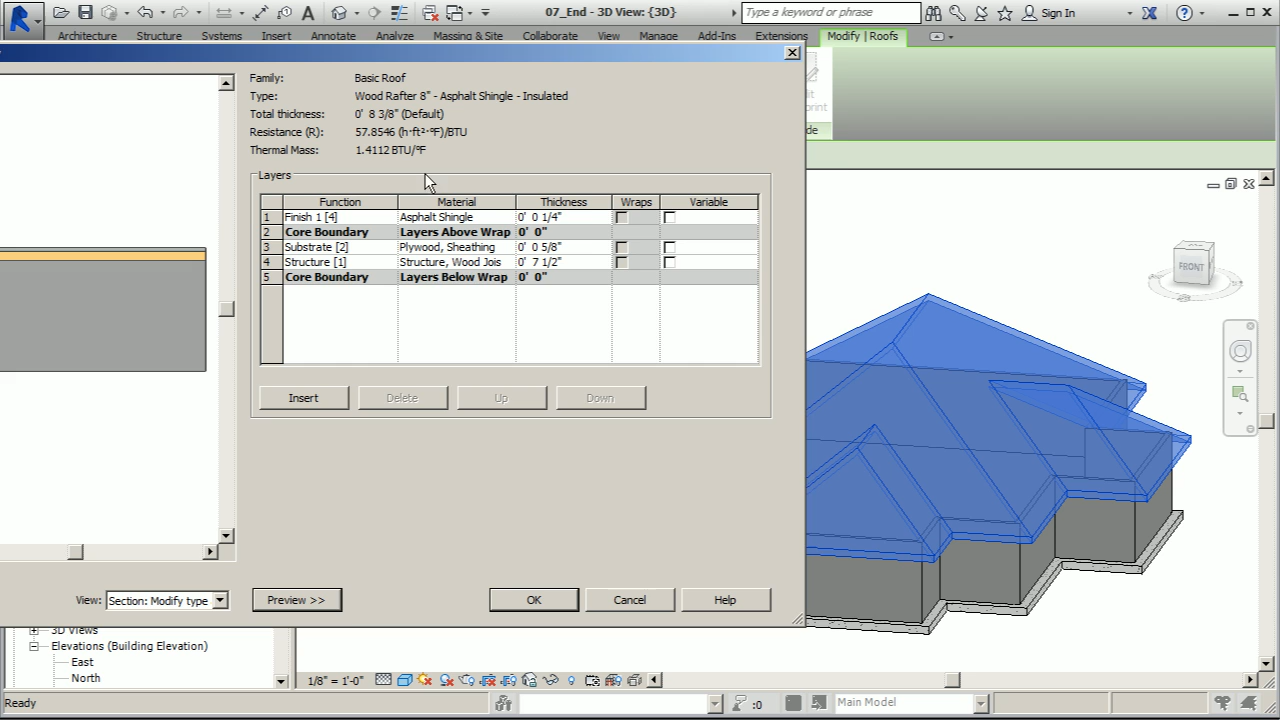 07_End - 3D View: {3D}
Type a keyword or phrase
Sign In
Architecture Structure Systems Insert Annotate Analyze Massing & Site Collaborate View Manage Add-Ins Extensions Modify | Roofs
Family: Basic Roof
Type: Wood Rafter 8" - Asphalt Shingle - Insulated
Total thickness: 0' 8 3/8" (Default)
Resistance (R): 57.8546 (h·ft²·°F)/BTU
Thermal Mass: 1.4112 BTU/°F
Layers
Function Material Thickness Wraps Variable
1 Finish 1 [4] Asphalt Shingle 0' 0 1/4"
2 Core Boundary Layers Above Wrap 0' 0"
3 Substrate [2] Plywood, Sheathing 0' 0 5/8"
4 Structure [1] Structure, Wood Jois 0' 7 1/2"
5 Core Boundary Layers Below Wrap 0' 0"
Insert Delete Up Down
FRONT
View: Section: Modify type Preview >> OK Cancel Help
3D Views
Elevations (Building Elevation)
East
North
1/8" = 1'-0"
Ready :0 Main Model